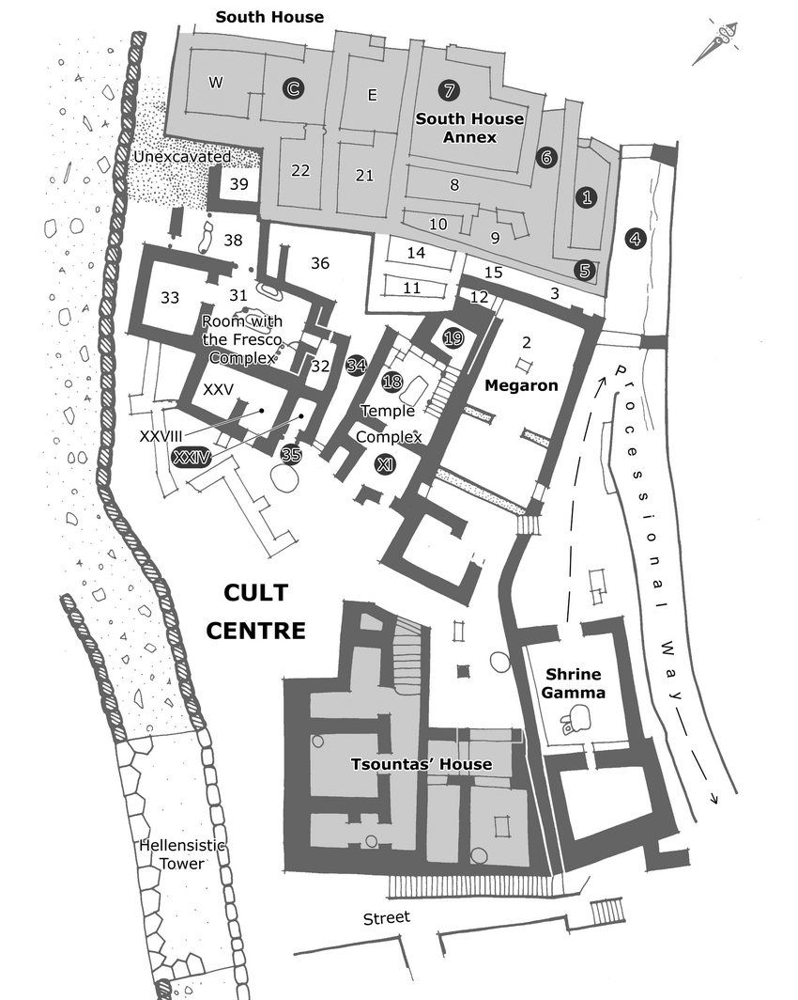 South House
W
C
E
7
South House
Annex
6
Unexcavated
39
22
21
8
1
10
9
4
38
36
14
15
5
11
12
3
33
31
Room with
the Fresco
Complex
32
34
19
2
18
Megaron
XXV
Temple
Complex
XXVIII
XXIV
35
XI
Processional Way
CULT
CENTRE
Shrine
Gamma
Tsountas’ House
Hellensistic
Tower
Street